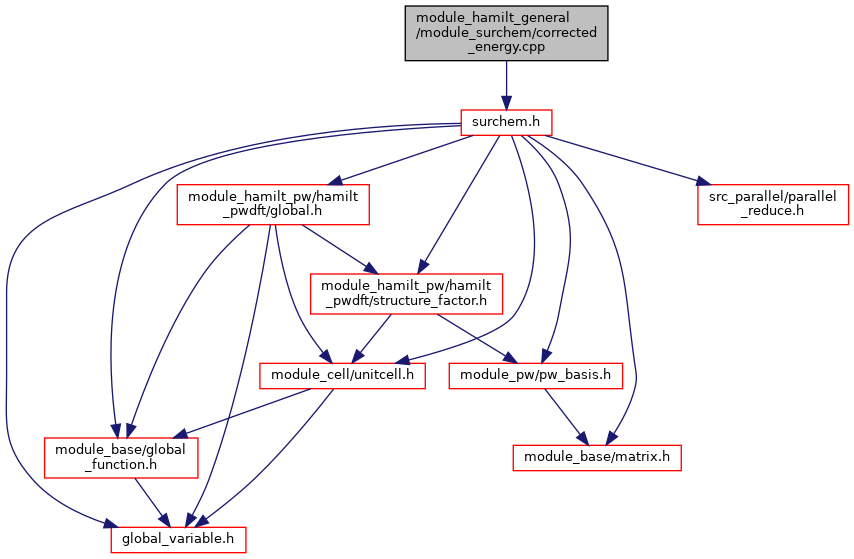 module_hamilt_general
/module_surchem/corrected
_energy.cpp
surchem.h
module_hamilt_pw/hamilt
_pwdft/global.h
src_parallel/parallel
_reduce.h
module_hamilt_pw/hamilt
_pwdft/structure_factor.h
module_cell/unitcell.h
module_pw/pw_basis.h
module_base/global
_function.h
module_base/matrix.h
global_variable.h